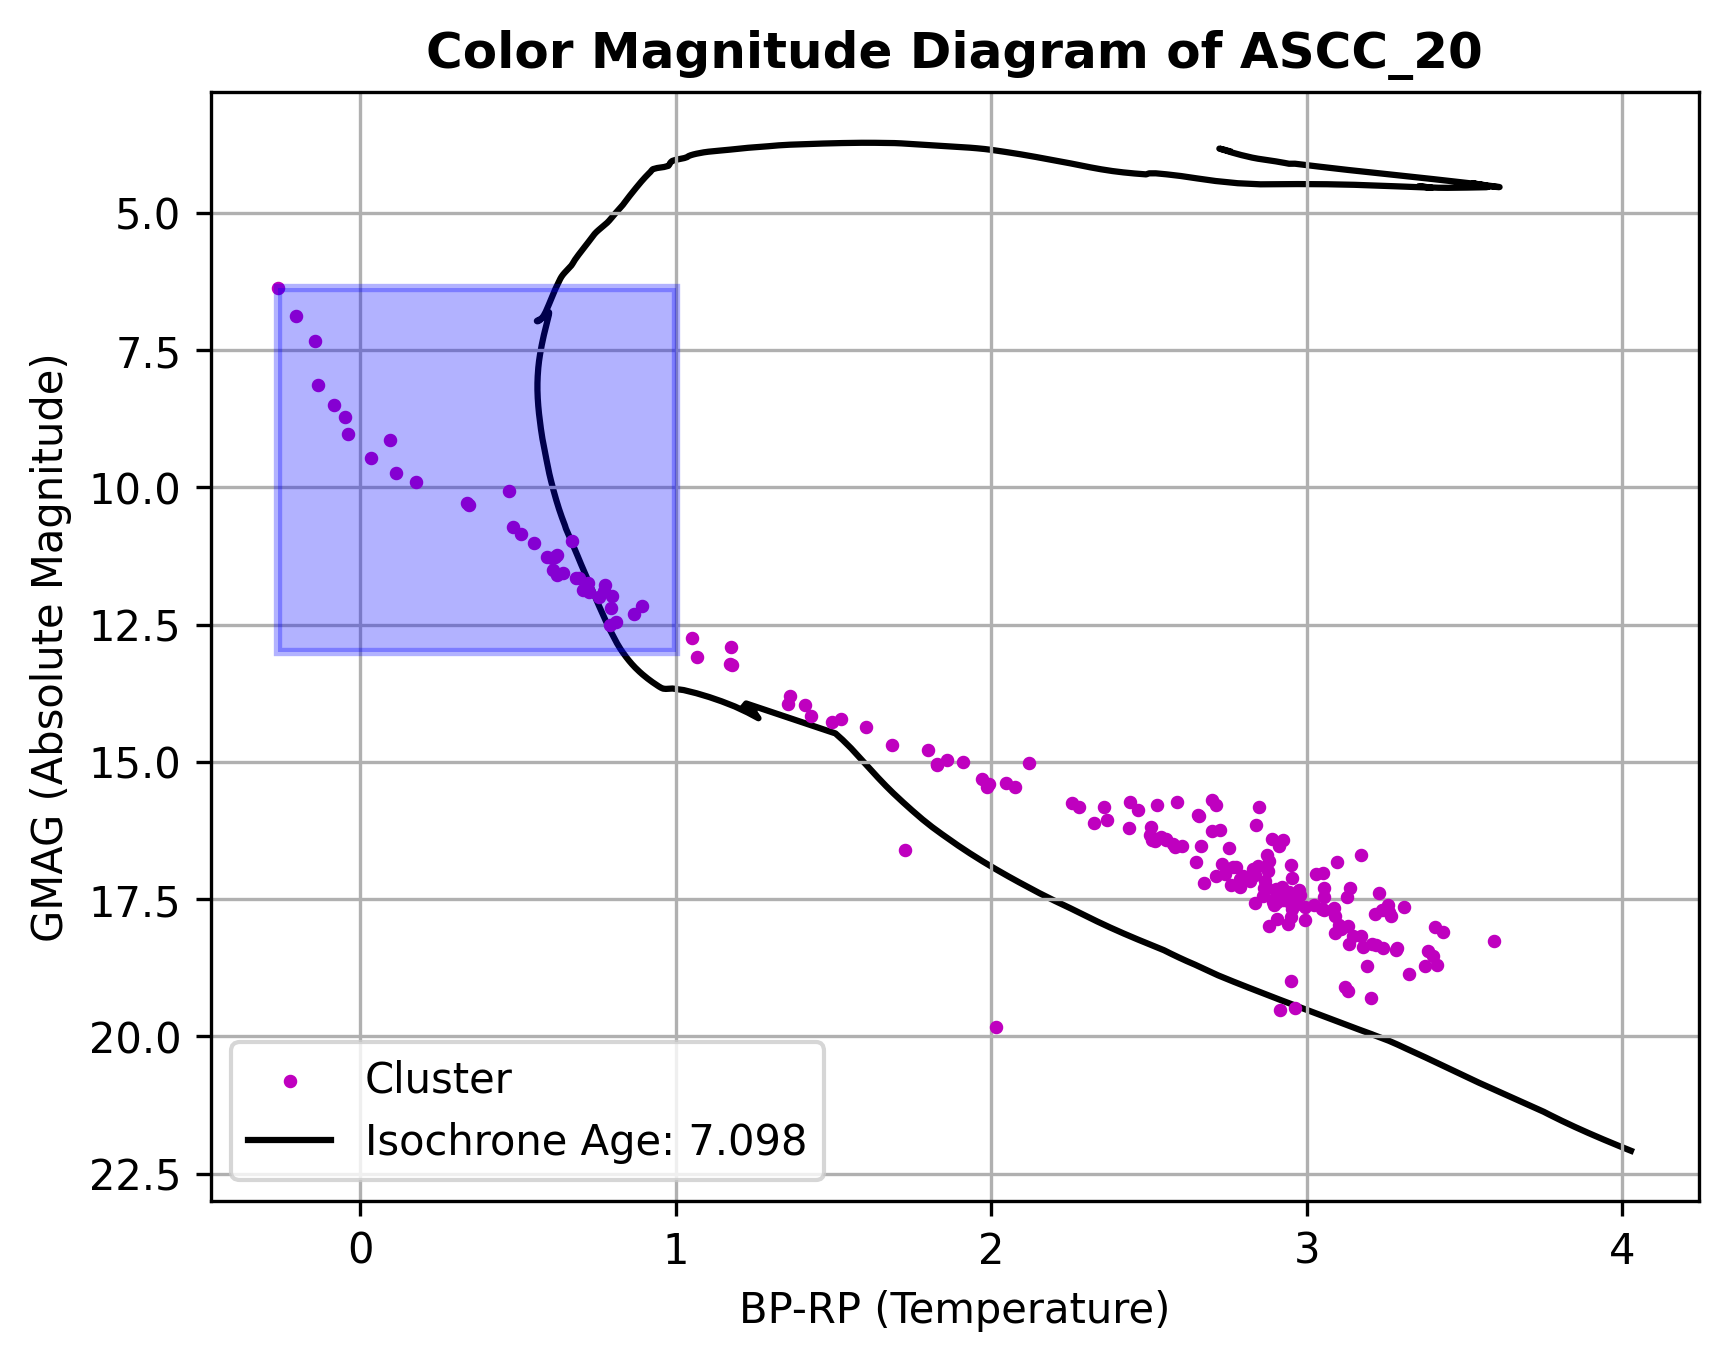 Color Magnitude Diagram of ASCC_20
GMAG (Absolute Magnitude)
5.0
7.5
10.0
12.5
15.0
17.5
20.0
22.5
Cluster
Isochrone Age: 7.098
0 1 2 3 4
BP-RP (Temperature)